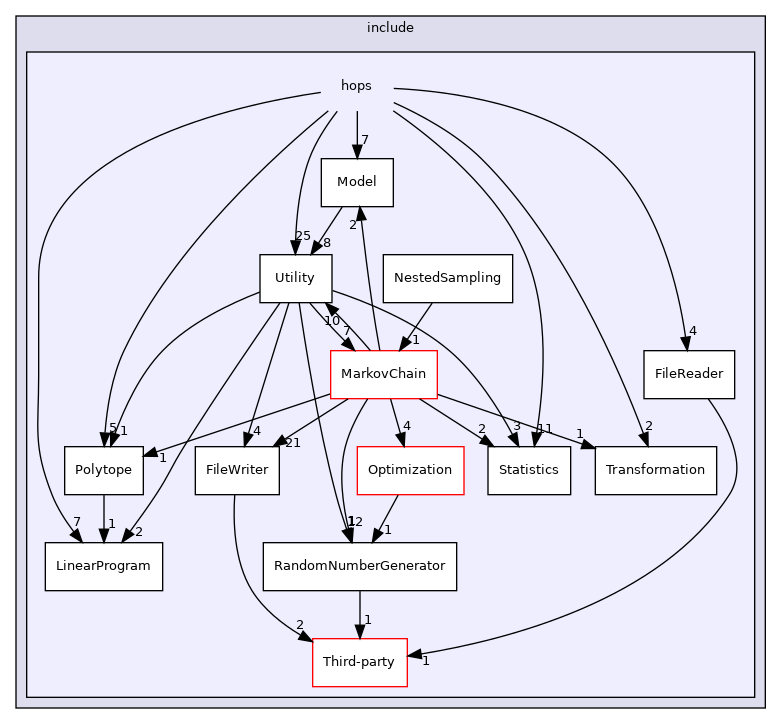 include
hops
7
Model
25
8
2
Utility
NestedSampling
10
7
1
4
MarkovChain
FileReader
5
1
1
4
21
4
2
3
11
1
2
Polytope
FileWriter
Optimization
Statistics
Transformation
7
1
2
12
1
LinearProgram
RandomNumberGenerator
2
1
Third-party
1